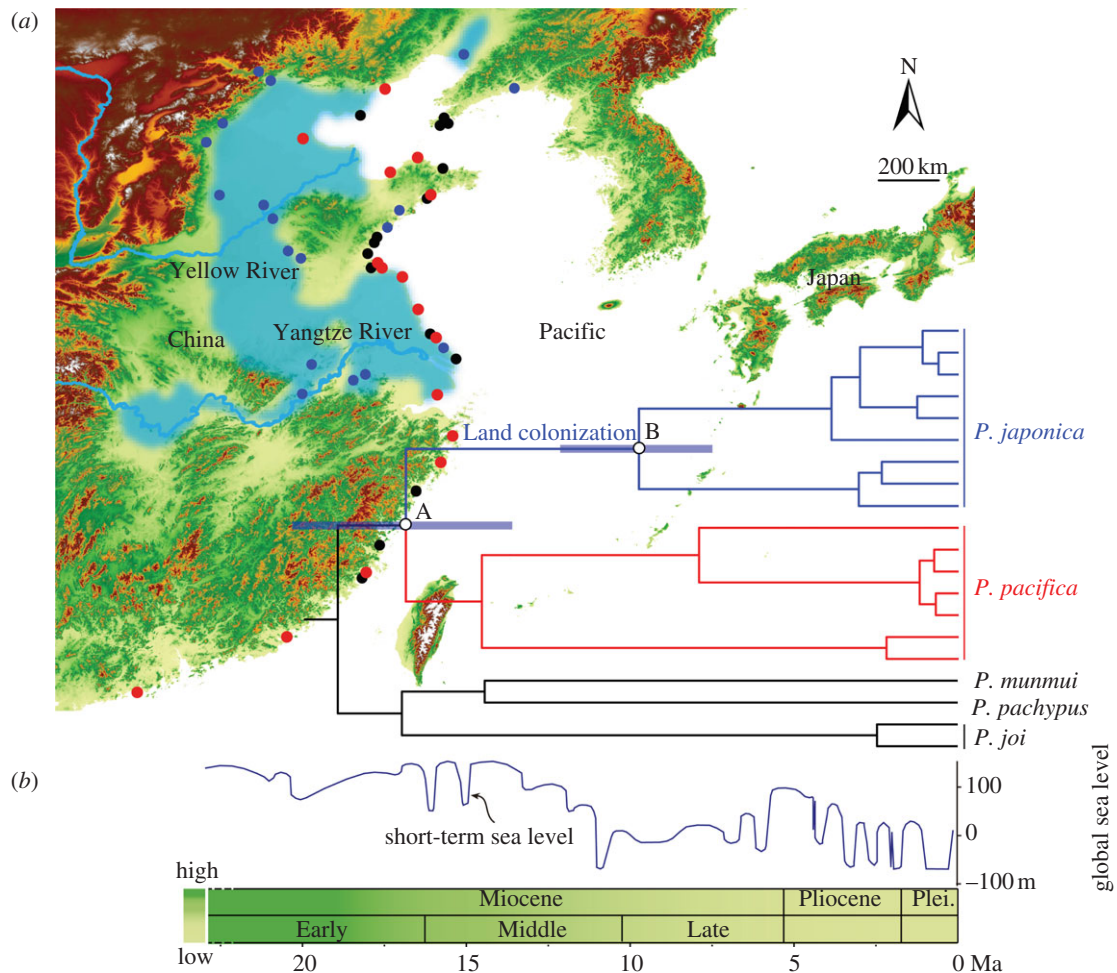 (a)
N
200 km
Yellow River
Japan
China
Yangtze River
Pacific
Land colonization
B
P. japonica
A
P. pacifica
P. munmui
P. pachypus
P. joi
(b)
short-term sea level
100
0
–100 m
global sea level
high
low
Miocene
Pliocene
Plei.
Early
Middle
Late
20
15
10
5
0 Ma